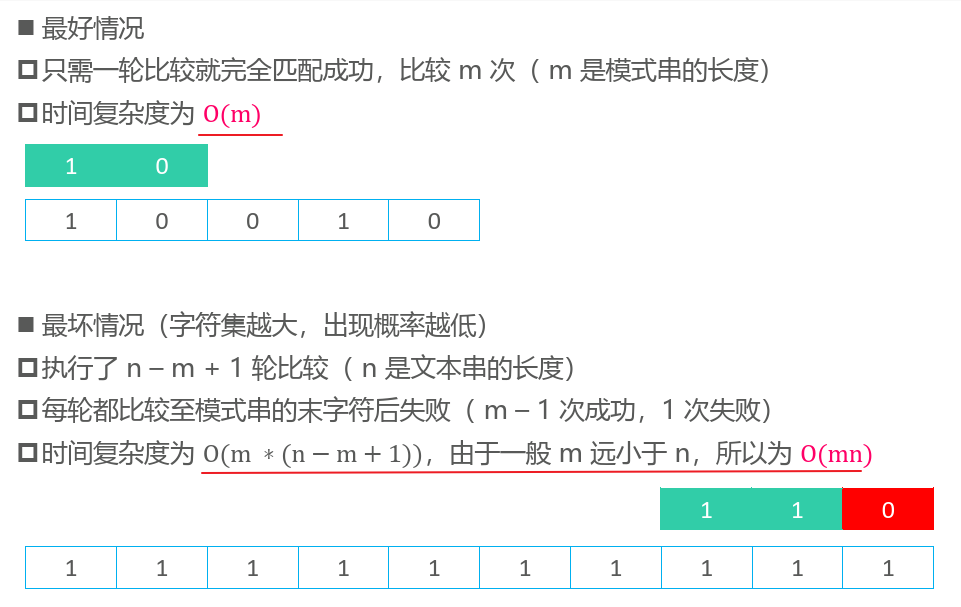 ■ 最好情况
只需一轮比较就完全匹配成功，比较 m 次（ m 是模式串的长度）
时间复杂度为 O(m)
1 0
1 0 0 1 0
■ 最坏情况（字符集越大，出现概率越低）
执行了 n – m + 1 轮比较（ n 是文本串的长度）
每轮都比较至模式串的末字符后失败（ m – 1 次成功，1 次失败）
时间复杂度为 O(m ∗ (n − m + 1))，由于一般 m 远小于 n，所以为 O(mn)
1 1 0
1 1 1 1 1 1 1 1 1 1